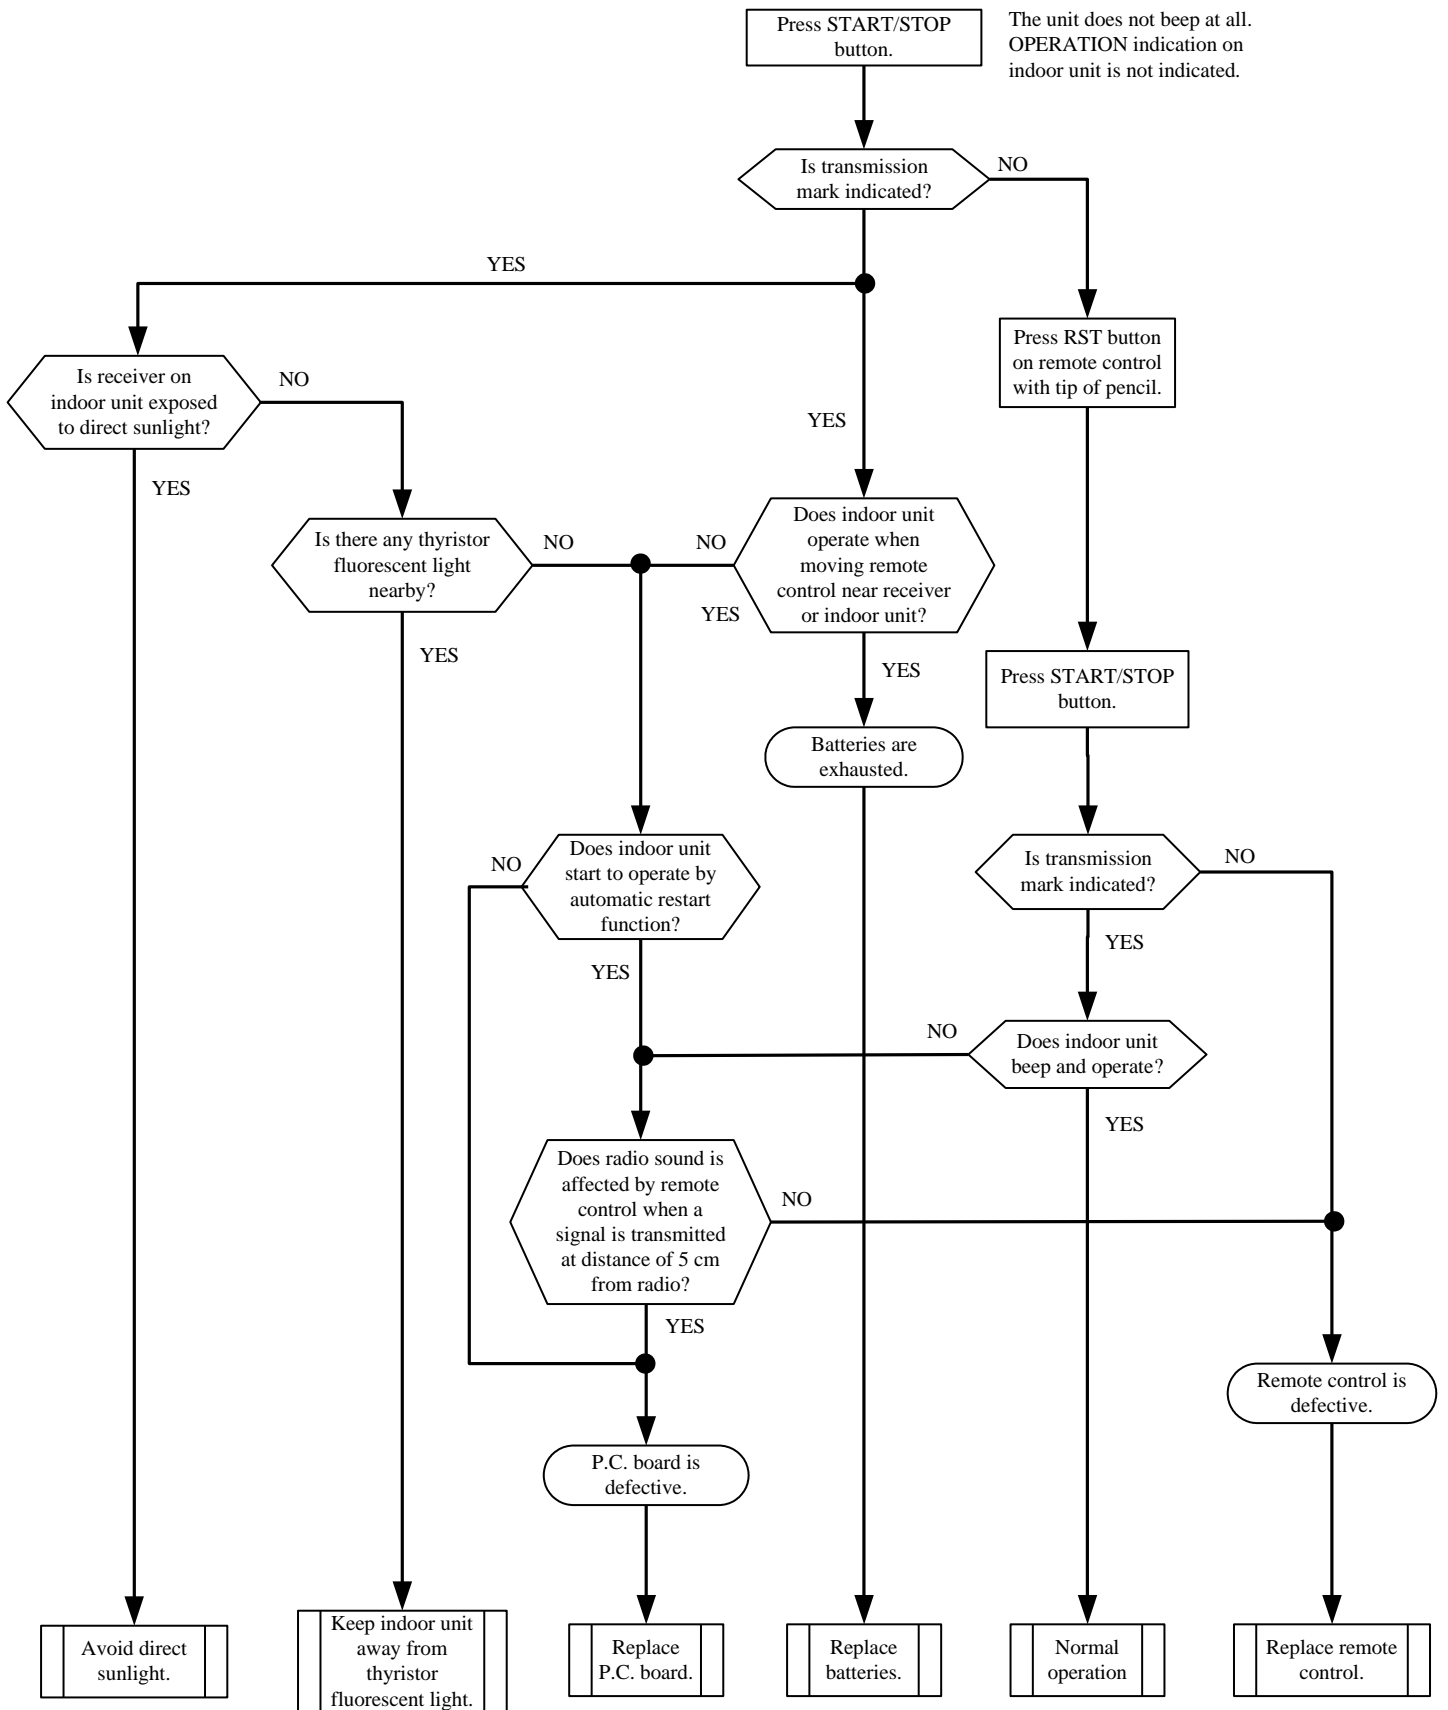 Press START/STOP
button.
The unit does not beep at all.
OPERATION indication on
indoor unit is not indicated.
Is transmission
mark indicated?
NO
YES
Press RST button
on remote control
with tip of pencil.
Is receiver on
indoor unit exposed
to direct sunlight?
NO
YES
YES
Is there any thyristor
fluorescent light
nearby?
NO
NO
Does indoor unit
operate when
moving remote
control near receiver
or indoor unit?
YES
YES
YES
Press START/STOP
button.
Batteries are
exhausted.
NO
Does indoor unit
start to operate by
automatic restart
function?
Is transmission
mark indicated?
NO
YES
YES
NO
Does indoor unit
beep and operate?
YES
Does radio sound is
affected by remote
control when a
signal is transmitted
at distance of 5 cm
from radio?
NO
YES
Remote control is
defective.
P.C. board is
defective.
Avoid direct
sunlight.
Keep indoor unit
away from
thyristor
fluorescent light.
Replace
P.C. board.
Replace
batteries.
Normal
operation
Replace remote
control.